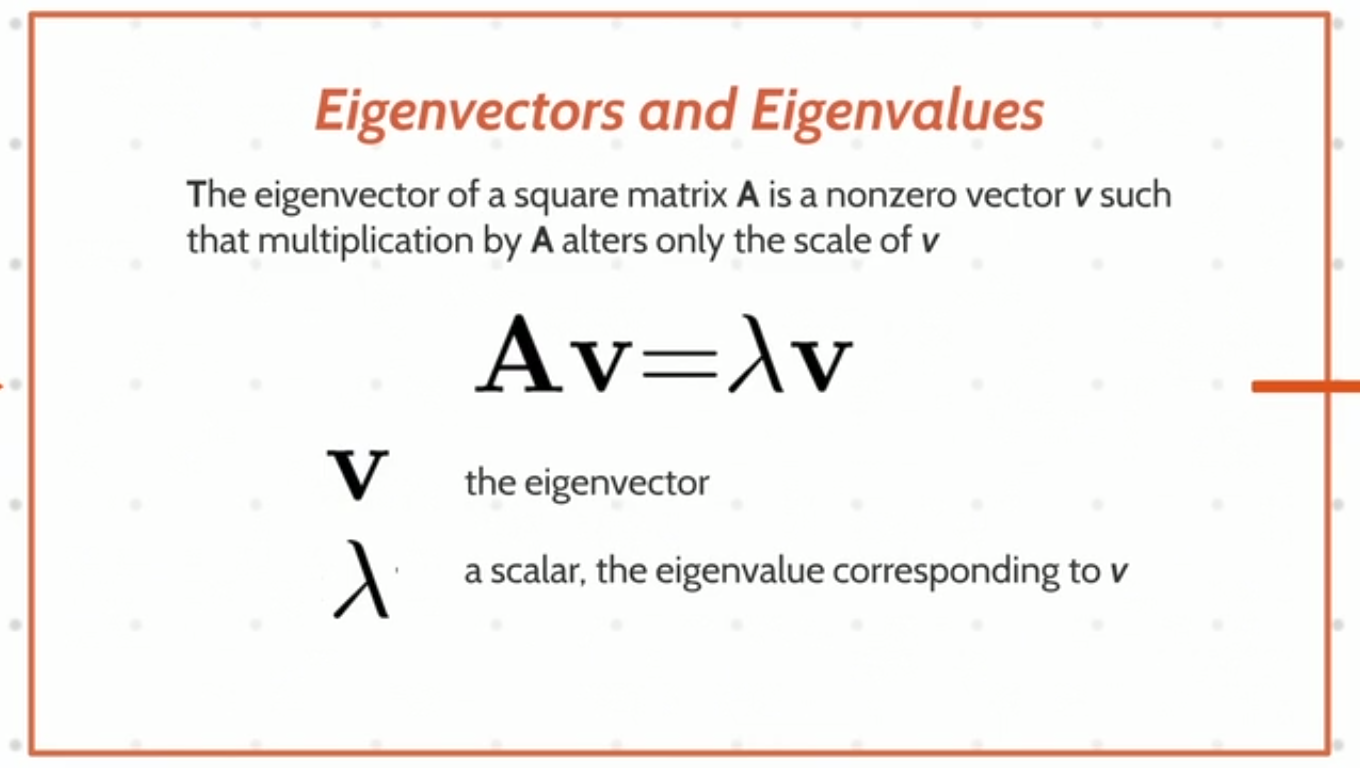 Eigenvectors and Eigenvalues
The eigenvector of a square matrix A is a nonzero vector v such
that multiplication by A alters only the scale of v
Av=λv
v the eigenvector
λ a scalar, the eigenvalue corresponding to v